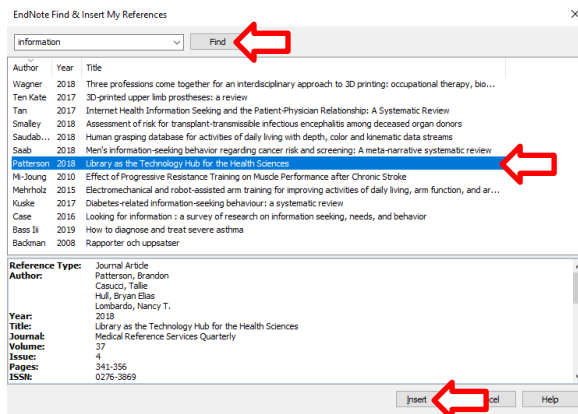 EndNote Find & Insert My References
information Find
Author Year Title
Wagner 2018 Three professions come together for an interdisciplinary approach to 3D printing: occupational therapy, bio...
Ten Kate 2017 3D-printed upper limb prostheses: a review
Tan 2017 Internet Health Information Seeking and the Patient-Physician Relationship: A Systematic Review
Smalley 2018 Assessment of risk for transplant-transmissible infectious encephalitis among deceased organ donors
Saudab... 2018 Human grasping database for activities of daily living with depth, color and kinematic data streams
Saab 2018 Men's information-seeking behavior regarding cancer risk and screening: A meta-narrative systematic review
Patterson 2018 Library as the Technology Hub for the Health Sciences
Mi-Joung 2010 Effect of Progressive Resistance Training on Muscle Performance after Chronic Stroke
Mehrholz 2015 Electromechanical and robot-assisted arm training for improving activities of daily living, arm function, and ar...
Kuske 2017 Diabetes-related information-seeking behaviour: a systematic review
Case 2016 Looking for information : a survey of research on information seeking, needs, and behavior
Bass Iii 2019 How to diagnose and treat severe asthma
Backman 2008 Rapporter och uppsatser
Reference Type: Journal Article
Author: Patterson, Brandon
Casucci, Tallie
Hull, Bryan Elias
Lombardo, Nancy T.
Year: 2018
Title: Library as the Technology Hub for the Health Sciences
Journal: Medical Reference Services Quarterly
Volume: 37
Issue: 4
Pages: 341-356
ISSN: 0276-3869
Insert cel Help